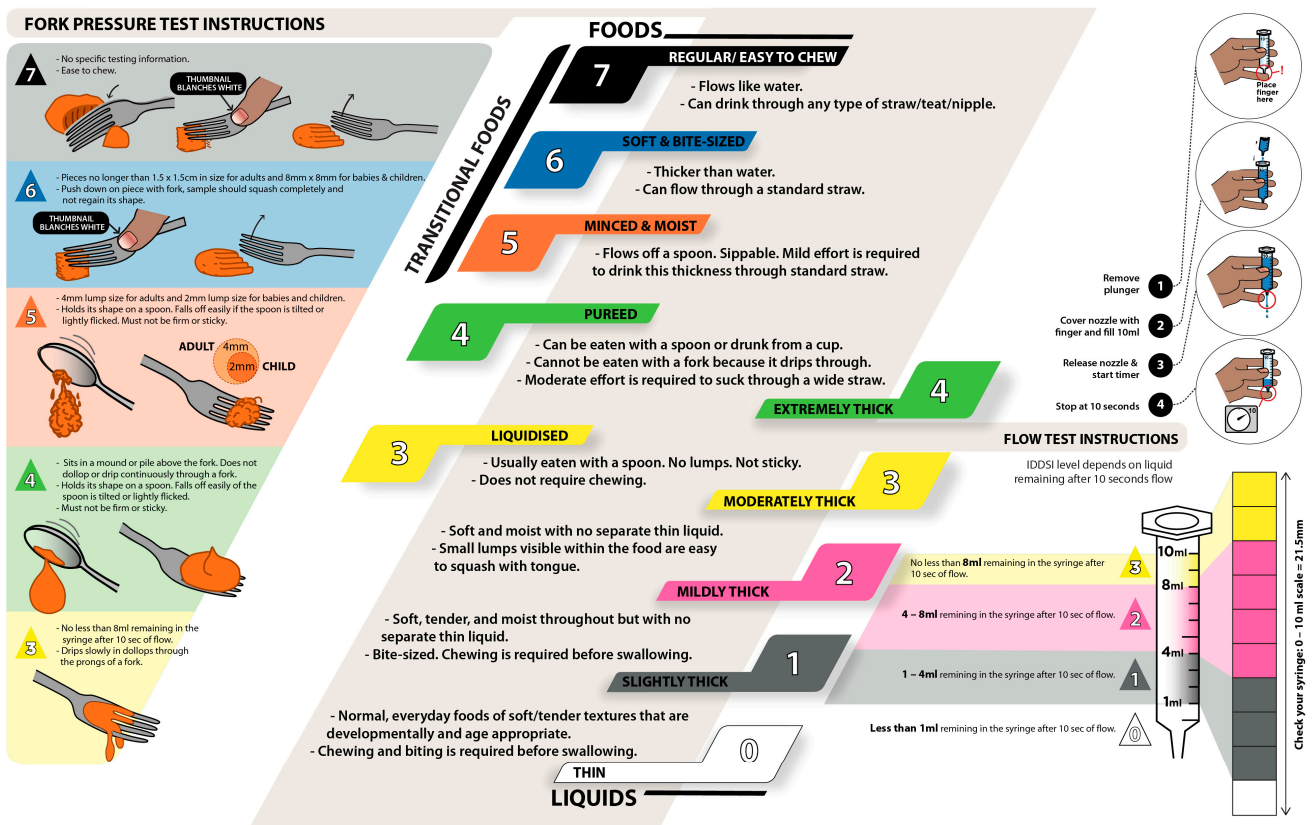 FORK PRESSURE TEST INSTRUCTIONS
7
- No specific testing information.
- Ease to chew.
THUMBNAIL
BLANCHES WHITE
6
- Pieces no longer than 1.5 x 1.5cm in size for adults and 8mm x 8mm for babies & children.
- Push down on piece with fork, sample should squash completely and
not regain its shape.
THUMBNAIL
BLANCHES WHITE
5
- 4mm lump size for adults and 2mm lump size for babies and children.
- Holds its shape on a spoon. Falls off easily if the spoon is tilted or
lightly flicked. Must not be firm or sticky.
ADULT
4mm
2mm
CHILD
4
- Sits in a mound or pile above the fork. Does not
dollop or drip continuously through a fork.
- Holds its shape on a spoon. Falls off easily of the
spoon is tilted or lightly flicked.
- Must not be firm or sticky.
3
- No less than 8ml remaining in the
syringe after 10 sec of flow.
- Drips slowly in dollops through
the prongs of a fork.
FOODS
TRANSITIONAL FOODS
7
REGULAR/ EASY TO CHEW
- Flows like water.
- Can drink through any type of straw/teat/nipple.
6
SOFT & BITE-SIZED
- Thicker than water.
- Can flow through a standard straw.
5
MINCED & MOIST
- Flows off a spoon. Sippable. Mild effort is required
to drink this thickness through standard straw.
4
PUREED
- Can be eaten with a spoon or drunk from a cup.
- Cannot be eaten with a fork because it drips through.
- Moderate effort is required to suck through a wide straw.
EXTREMELY THICK
4
3
LIQUIDISED
- Usually eaten with a spoon. No lumps. Not sticky.
- Does not require chewing.
MODERATELY THICK
3
- Soft and moist with no separate thin liquid.
- Small lumps visible within the food are easy
to squash with tongue.
MILDLY THICK
2
- Soft, tender, and moist throughout but with no
separate thin liquid.
- Bite-sized. Chewing is required before swallowing.
SLIGHTLY THICK
1
- Normal, everyday foods of soft/tender textures that are
developmentally and age appropriate.
- Chewing and biting is required before swallowing.
THIN
0
LIQUIDS
!
Place
finger
here
Remove
plunger
1
Cover nozzle with
finger and fill 10ml
2
Release nozzle &
start timer
3
Stop at 10 seconds
4
10
FLOW TEST INSTRUCTIONS
IDDSI level depends on liquid
remaining after 10 seconds flow
No less than 8ml remaining in the syringe after
10 sec of flow.
3
4 – 8ml remining in the syringe after 10 sec of flow.
2
1 – 4ml remining in the syringe after 10 sec of flow.
1
Less than 1ml remining in the syringe after 10 sec of flow.
0
10ml
8ml
4ml
1ml
Check your syringe: 0 – 10 ml scale = 21.5mm